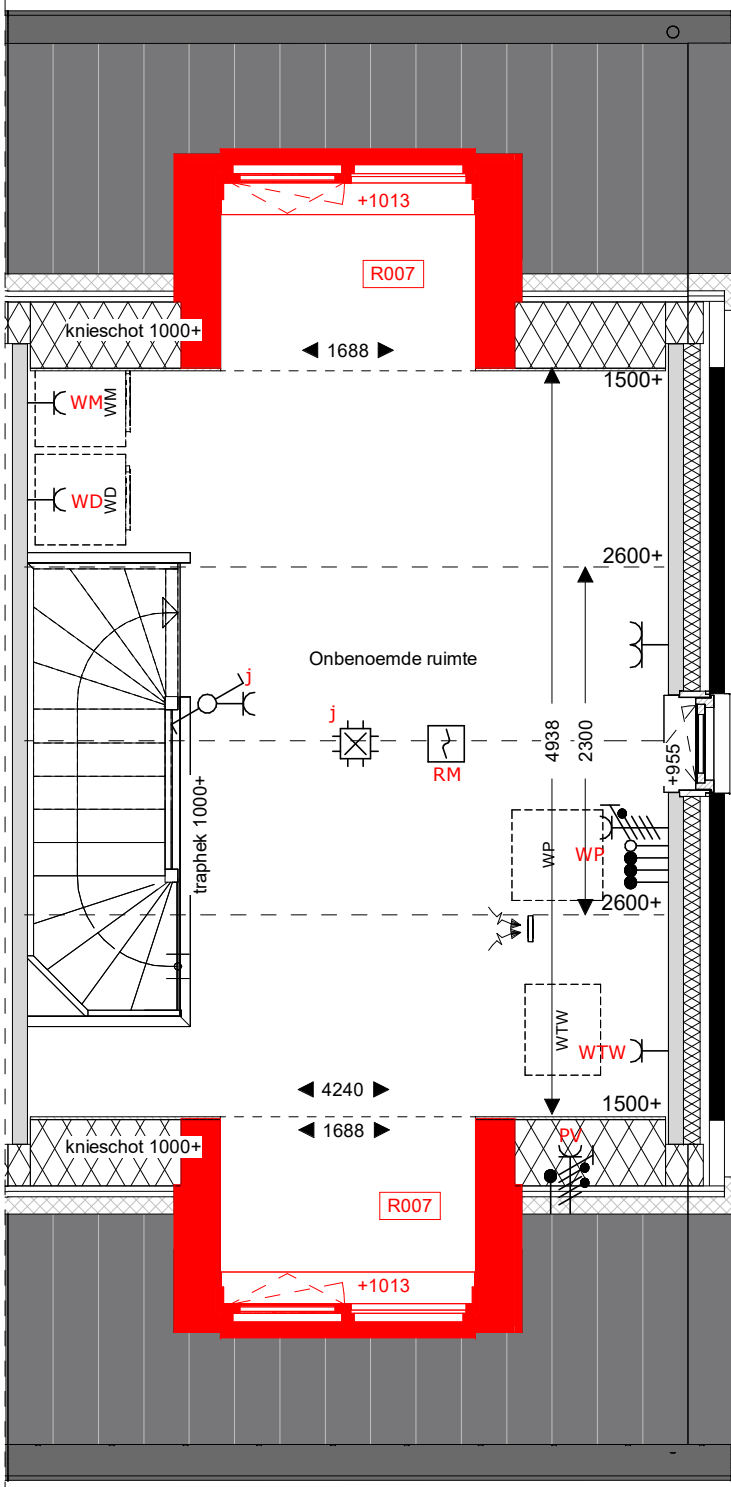 +1013
R007
knieschot 1000+
1688
1500+
WM
WM
WD
WD
2600+
Onbenoemde ruimte
j
j
RM
4938
2300
+955
traphek 1000+
WP
WP
2600+
WTW
WTW
4240
1500+
1688
knieschot 1000+
PV
R007
+1013